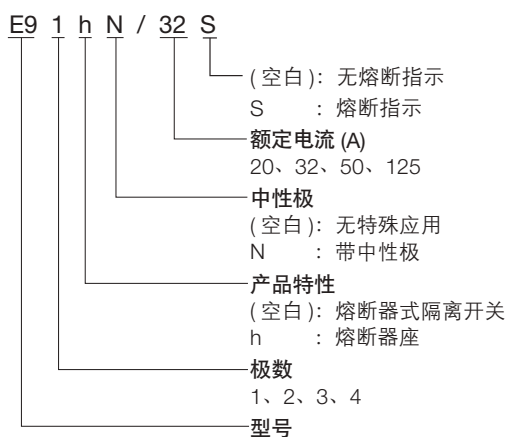 E9 1 h N / 32 S
(空白)：无熔断指示
S ：熔断指示
额定电流 (A)
20、32、50、125
中性极
(空白)：无特殊应用
N ：带中性极
产品特性
(空白)：熔断器式隔离开关
h ：熔断器座
极数
1、2、3、4
型号